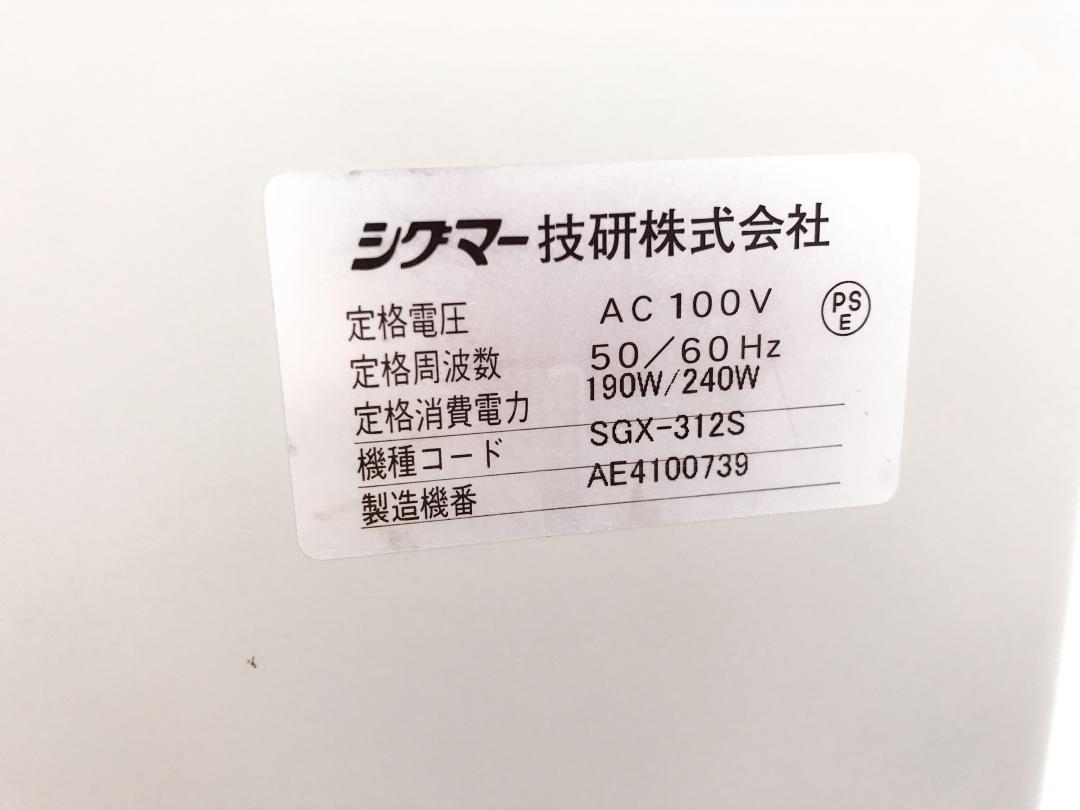 シグマー技研株式会社
定格電圧 AC 100V
PS
E
定格周波数 50/60Hz
定格消費電力 190W/240W
機種コード SGX-312S
製造機番 AE4100739